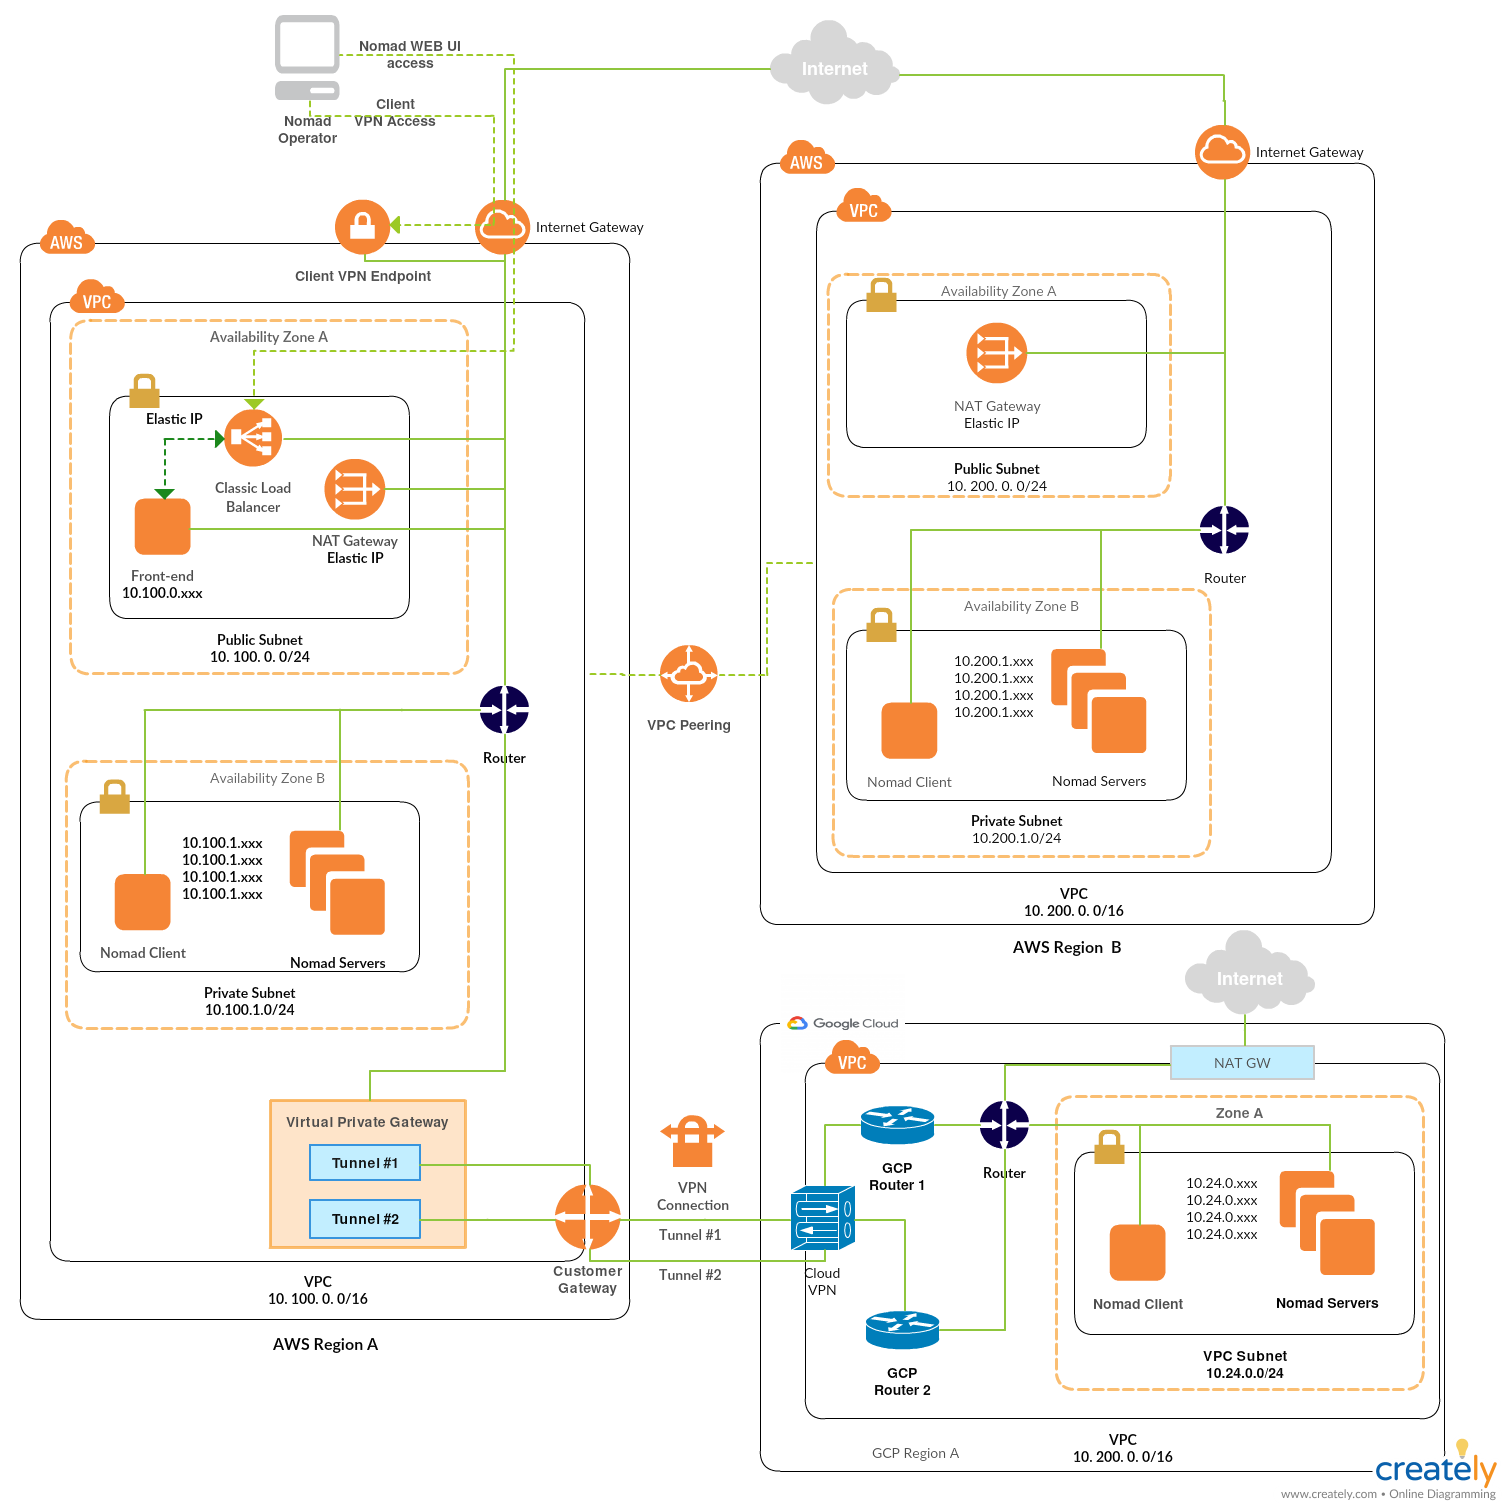 Nomad WEB UI
access
Client
VPN Access
Nomad
Operator
Internet
Internet Gateway
AWS
Client VPN Endpoint
VPC
Availability Zone A
Elastic IP
Classic Load
Balancer
NAT Gateway
Elastic IP
Front-end
10.100.0.xxx
Public Subnet
10. 100. 0. 0/24
Router
Availability Zone B
10.100.1.xxx
10.100.1.xxx
10.100.1.xxx
10.100.1.xxx
Nomad Client
Nomad Servers
Private Subnet
10.100.1.0/24
Virtual Private Gateway
Tunnel #1
Tunnel #2
VPC
10. 100. 0. 0/16
AWS Region A
Customer
Gateway
VPC Peering
VPN
Connection
Tunnel #1
Tunnel #2
Internet Gateway
AWS
VPC
Availability Zone A
NAT Gateway
Elastic IP
Public Subnet
10. 200. 0. 0/24
Router
Availability Zone B
10.200.1.xxx
10.200.1.xxx
10.200.1.xxx
10.200.1.xxx
Nomad Client
Nomad Servers
Private Subnet
10.200.1.0/24
VPC
10. 200. 0. 0/16
AWS Region B
Internet
Google Cloud
VPC
NAT GW
GCP
Router 1
Router
Cloud
VPN
GCP
Router 2
Zone A
10.24.0.xxx
10.24.0.xxx
10.24.0.xxx
10.24.0.xxx
Nomad Client
Nomad Servers
VPC Subnet
10.24.0.0/24
VPC
10. 200. 0. 0/16
GCP Region A
creately
www.creately.com • Online Diagramming